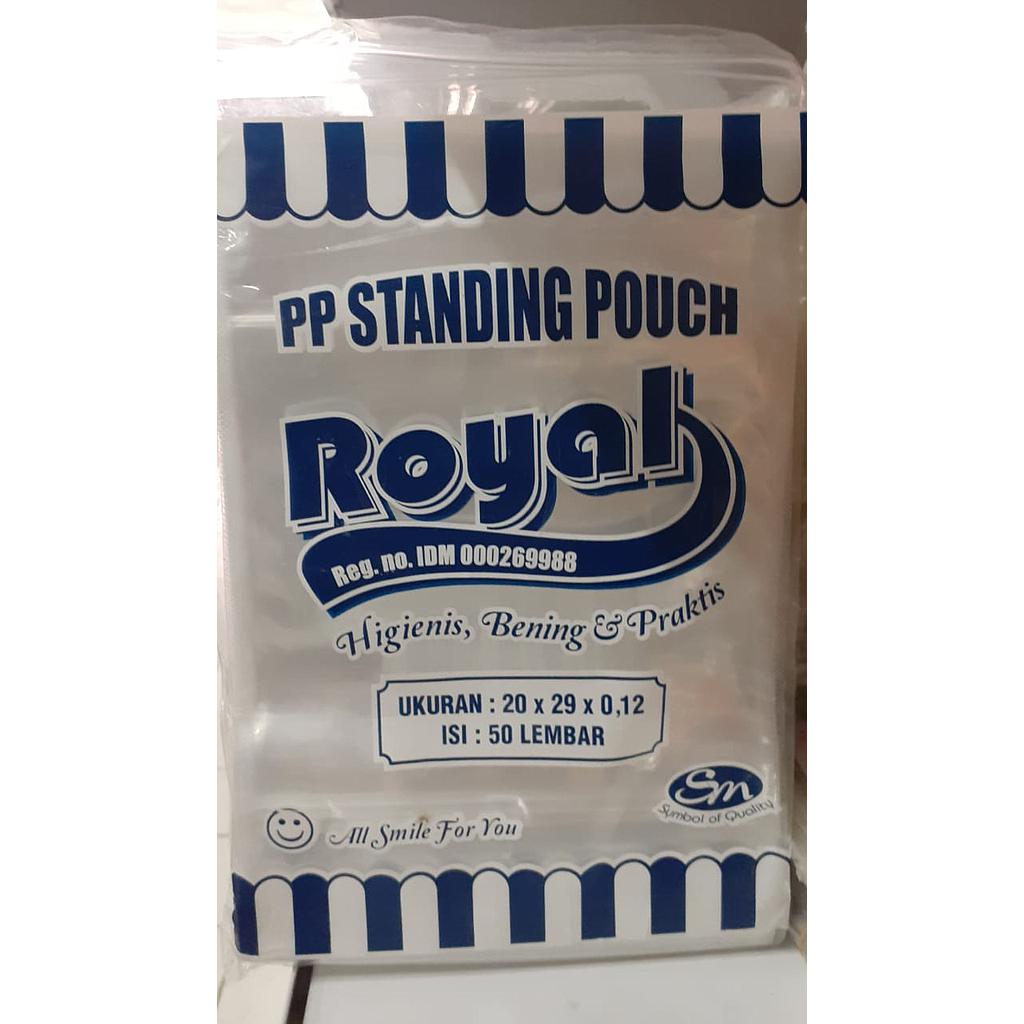 PP STANDING POUCH
Royal
Reg. no. IDM 000269988
Higienis, Bening & Praktis
UKURAN : 20 x 29 x 0,12
ISI : 50 LEMBAR
Sm
Symbol of Quality
All Smile For You